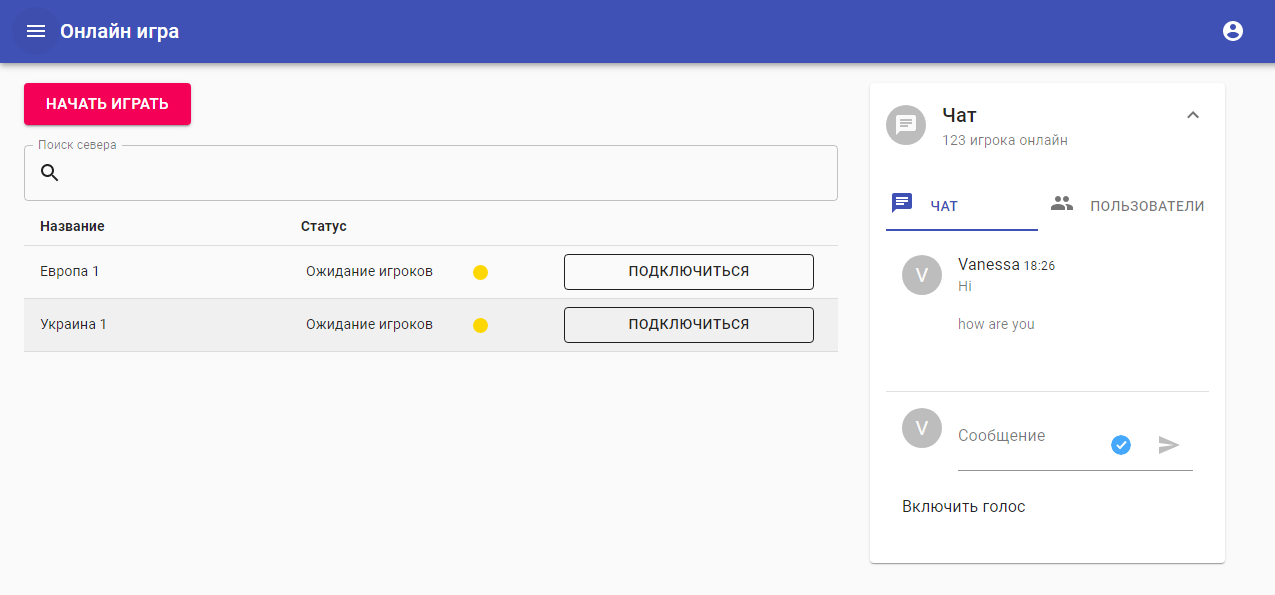 Онлайн игра
НАЧАТЬ ИГРАТЬ
Поиск севера
Название Статус
Европа 1 Ожидание игроков ПОДКЛЮЧИТЬСЯ
Украина 1 Ожидание игроков ПОДКЛЮЧИТЬСЯ
Чат
123 игрока онлайн
ЧАТ ПОЛЬЗОВАТЕЛИ
V Vanessa 18:26
Hi
how are you
V Сообщение
Включить голос